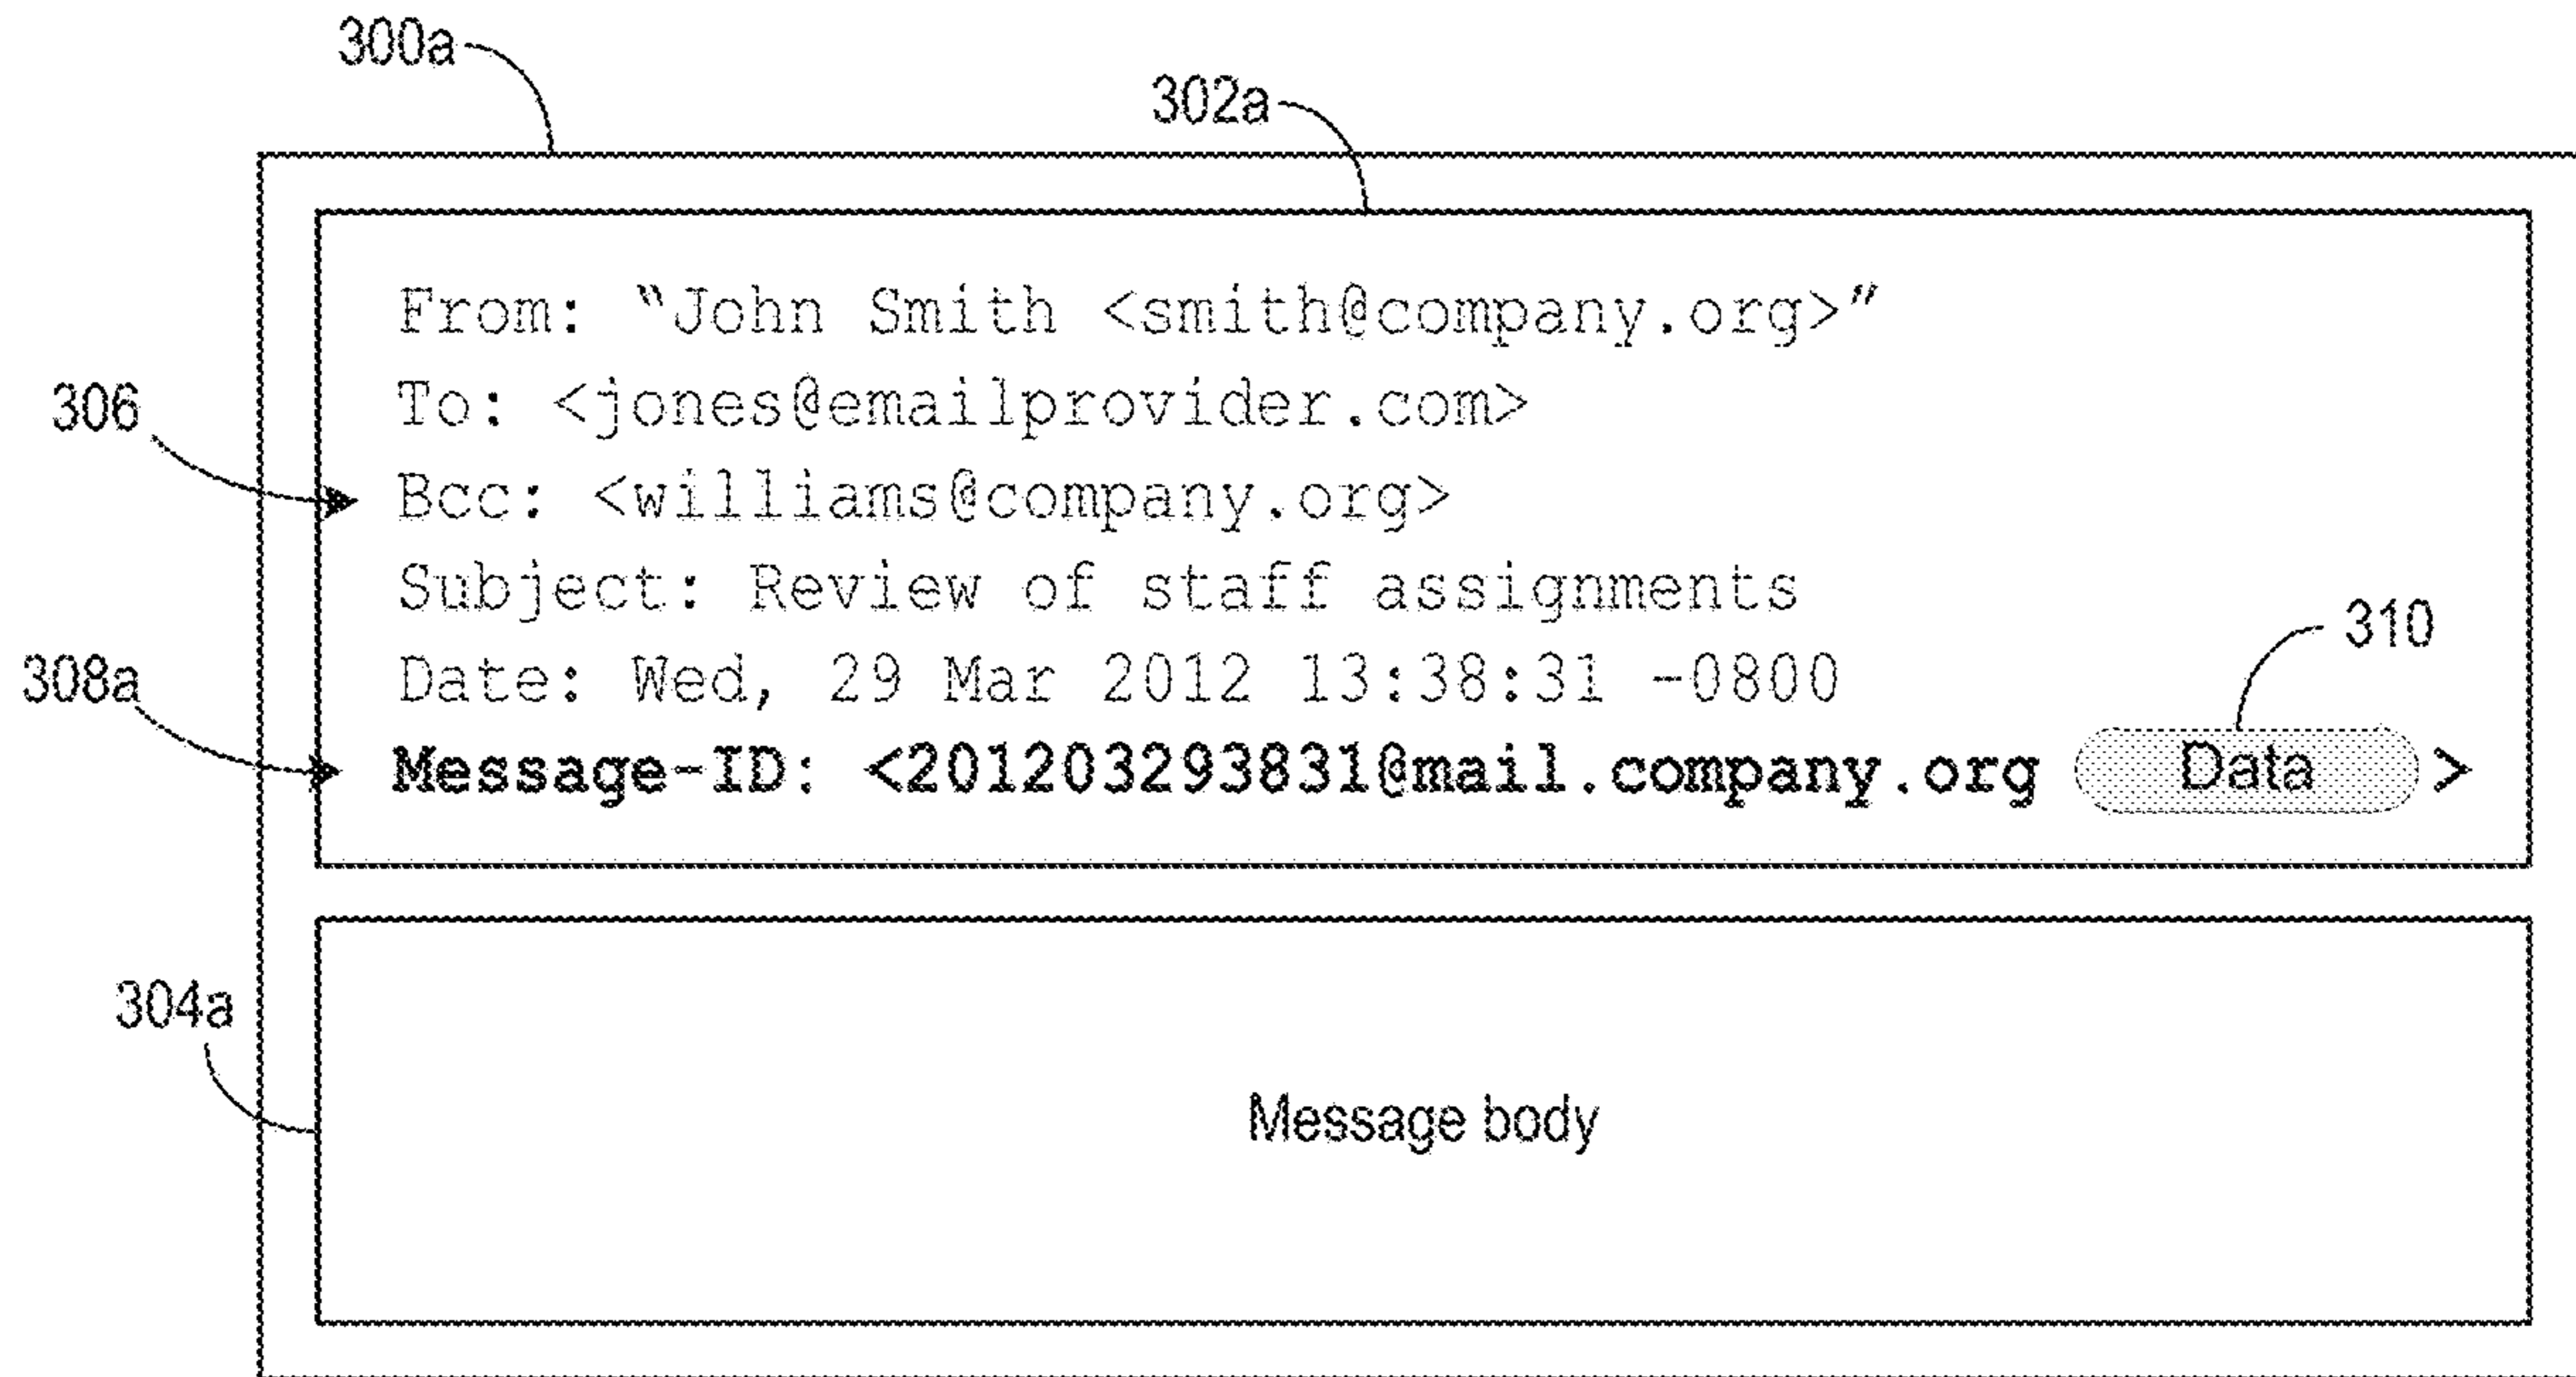 300a
302a
From: “John Smith <smith@company.org>”
To: <jones@emailprovider.com>
306
Bcc: <williams@company.org>
Subject: Review of staff assignments
310
Date: Wed, 29 Mar 2012 13:38:31 -0800
308a
Message-ID: <201203293831@mail.company.org Data >
304a
Message body